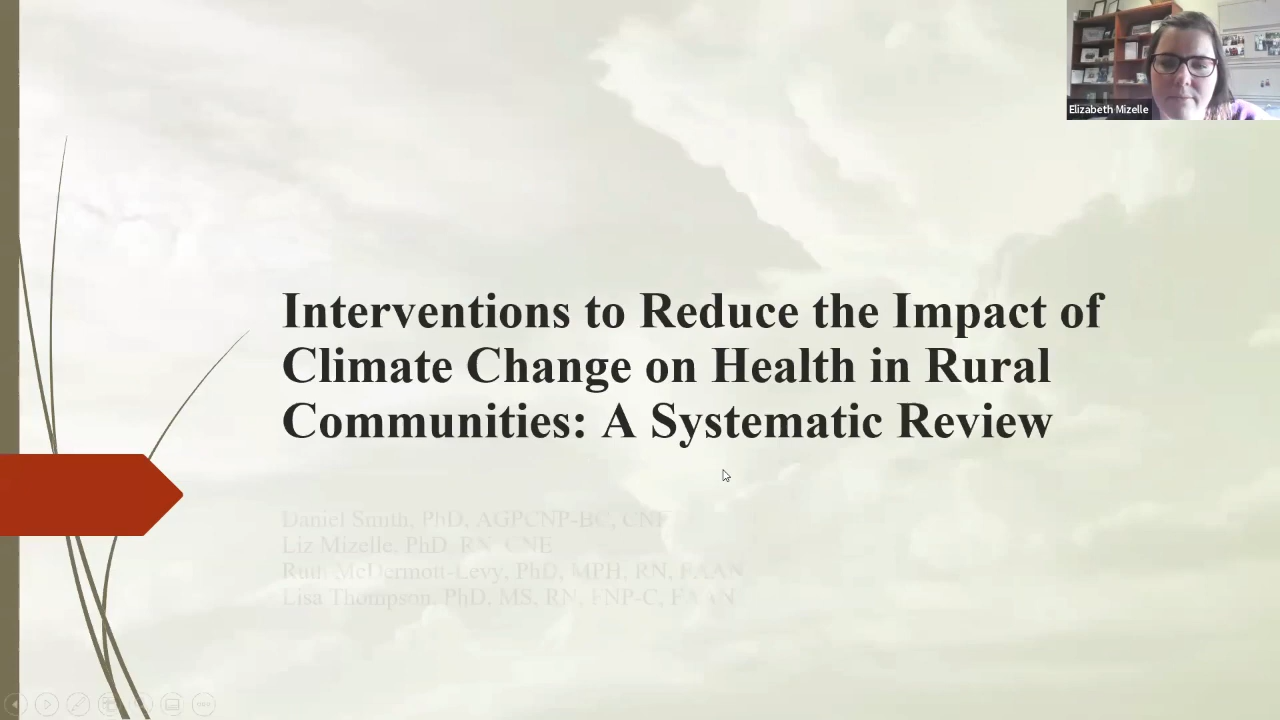 Elizabeth Mizelle
Interventions to Reduce the Impact of
Climate Change on Health in Rural
Communities: A Systematic Review
Daniel Smith, PhD, AGPCNP-BC, CNE
Liz Mizelle, PhD, RN, CNE
Ruth McDermott-Levy, PhD, MPH, RN, FAAN
Lisa Thompson, PhD, MS, RN, FNP-C, FAAN